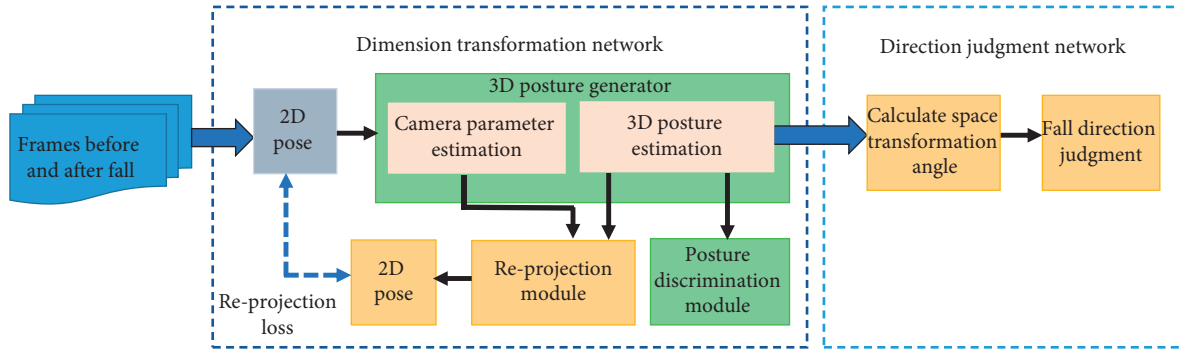 Dimension transformation network
Direction judgment network
Frames before
and after fall
2D
pose
3D posture generator
Camera parameter
estimation
3D posture
estimation
Calculate space
transformation
angle
Fall direction
judgment
Re-projection
loss
2D
pose
Re-projection
module
Posture
discrimination
module